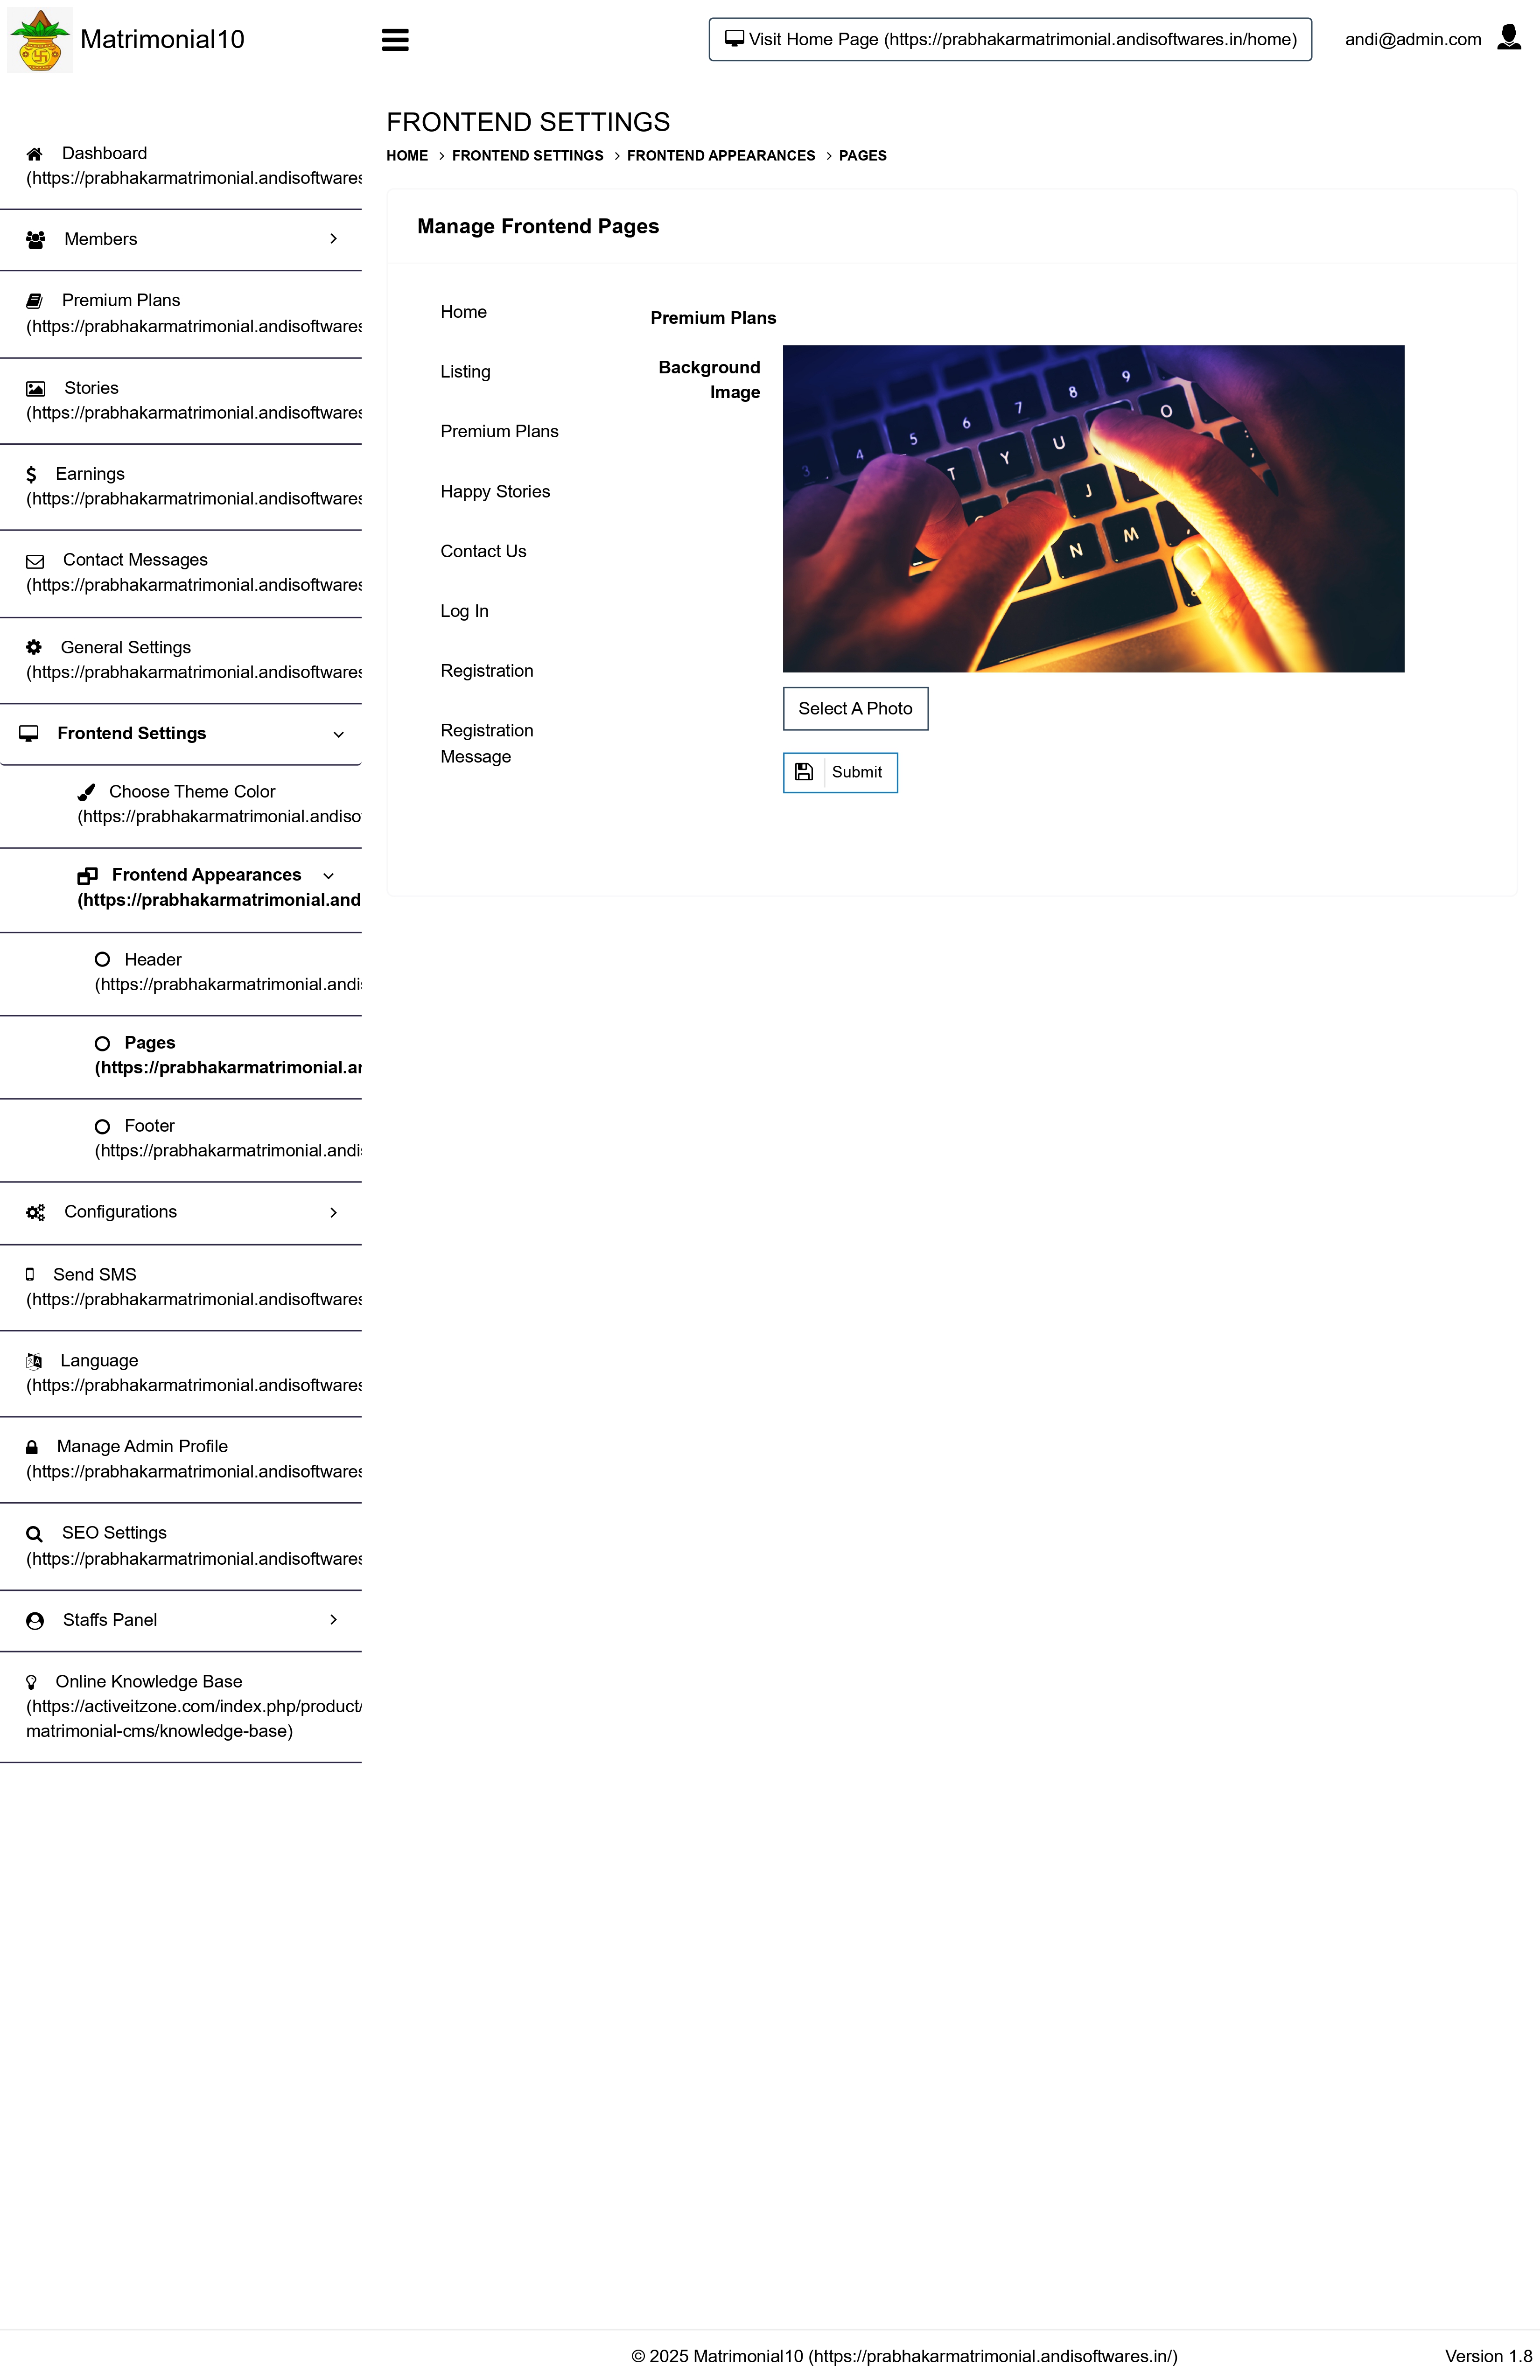 Matrimonial10
Visit Home Page (https://prabhakarmatrimonial.andisoftwares.in/home)
andi@admin.com
Dashboard
(https://prabhakarmatrimonial.andisoftwares
Members
Premium Plans
(https://prabhakarmatrimonial.andisoftwares
Stories
(https://prabhakarmatrimonial.andisoftwares
Earnings
(https://prabhakarmatrimonial.andisoftwares
Contact Messages
(https://prabhakarmatrimonial.andisoftwares
General Settings
(https://prabhakarmatrimonial.andisoftwares
Frontend Settings
Choose Theme Color
(https://prabhakarmatrimonial.andiso
Frontend Appearances
(https://prabhakarmatrimonial.and
Header
(https://prabhakarmatrimonial.andi
Pages
(https://prabhakarmatrimonial.a
Footer
(https://prabhakarmatrimonial.andi
Configurations
Send SMS
(https://prabhakarmatrimonial.andisoftwares
Language
(https://prabhakarmatrimonial.andisoftwares
Manage Admin Profile
(https://prabhakarmatrimonial.andisoftwares
SEO Settings
(https://prabhakarmatrimonial.andisoftwares
Staffs Panel
Online Knowledge Base
(https://activeitzone.com/index.php/product/
matrimonial-cms/knowledge-base)
FRONTEND SETTINGS
HOME > FRONTEND SETTINGS > FRONTEND APPEARANCES > PAGES
Manage Frontend Pages
Home
Listing
Premium Plans
Happy Stories
Contact Us
Log In
Registration
Registration
Message
Premium Plans
Background
Image
3 4 5 6 7 8 9
T Y U O
J
N M
Select A Photo
Submit
© 2025 Matrimonial10 (https://prabhakarmatrimonial.andisoftwares.in/)
Version 1.8